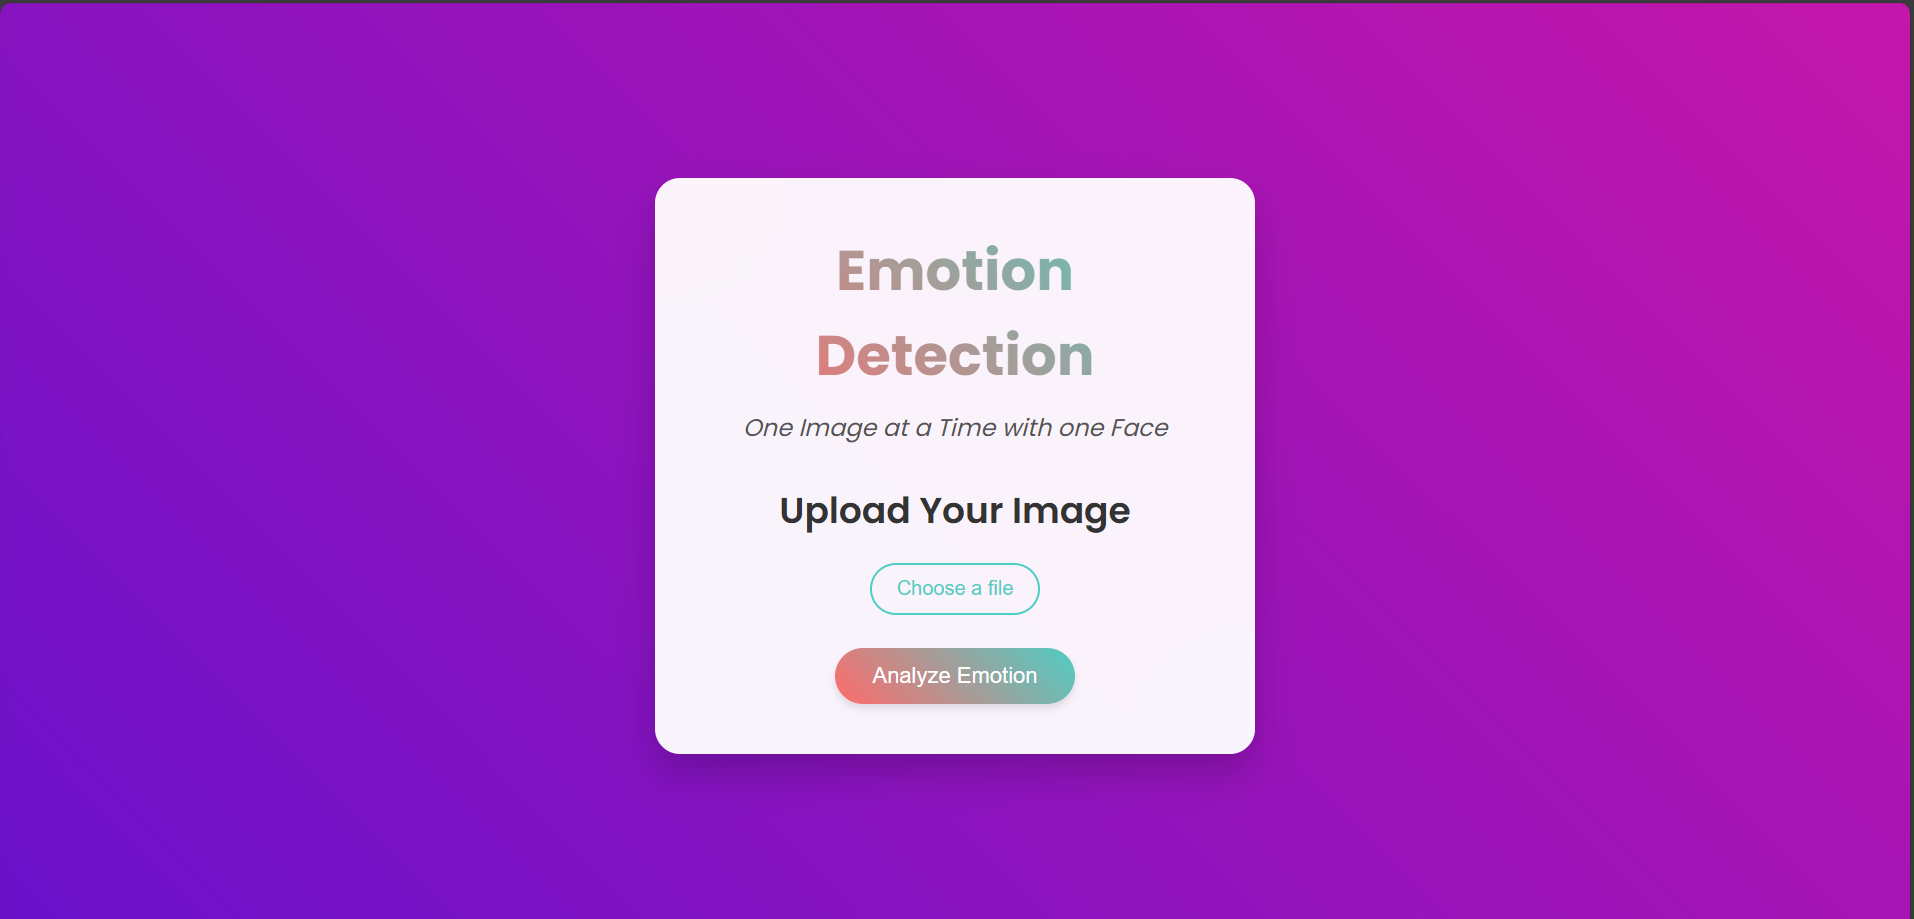 Emotion
Detection
One Image at a Time with one Face
Upload Your Image
Choose a file
Analyze Emotion